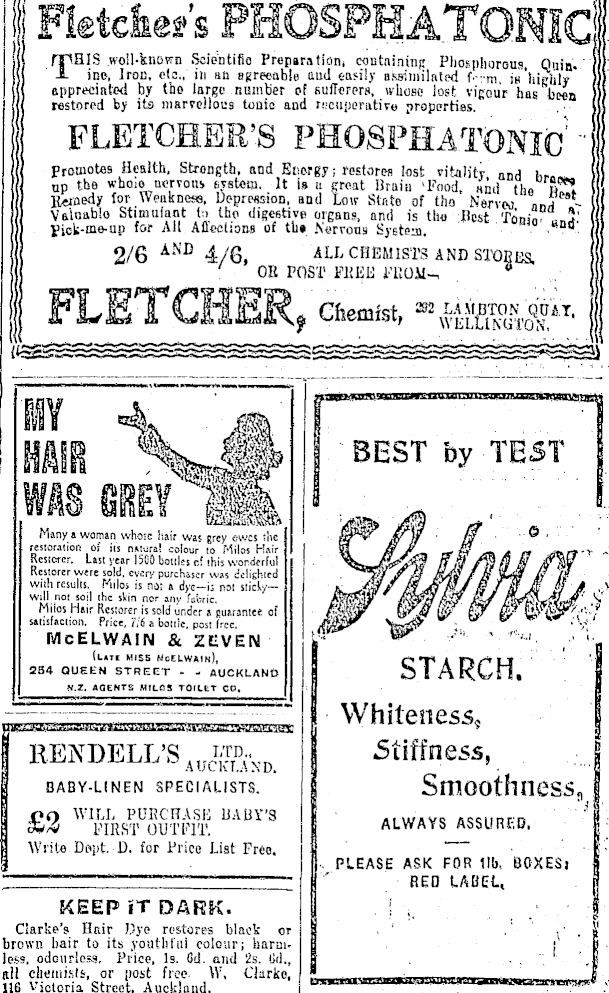 Fletcher's PHOSPHATONIC
THIS well-known Scientific Preparation, containing Phosphorous, Quin-
ine, Iron, etc., in an agreeable and easily assimilated form, is highly
appreciated by the large number of sufferers, whose lost vigour has been
restored by its marvellous tonic and recuperative properties.
FLETCHER'S PHOSPHATONIC
Promotes Health, Strength, and Energy; restores lost vitality, and braces
up the whole nervous system. It is a great Brain Food, and the Best
Remedy for Weakness, Depression, and Low State of the Nerves, and a
Valuable Stimulant to the digestive organs, and is the Best Tonic and
Pick-me-up for All Affections of the Nervous System.
2/6 AND 4/6, ALL CHEMISTS AND STORES,
OR POST FREE FROM—
FLETCHER, Chemist, 292 LAMBTON QUAY,
WELLINGTON.
MY
HAIR
WAS GREY
Many a woman whose hair was grey owes the
restoration of its natural colour to Milos Hair
Restorer. Last year 1500 bottles of this wonderful
Restorer were sold, every purchaser was delighted
with results. Milos is not a dye—is not sticky—
will not soil the skin nor any fabric.
Milos Hair Restorer is sold under a guarantee of
satisfaction. Price, 7/6 a bottle, post free.
McELWAIN & ZEVEN
(LATE MISS McELWAIN),
254 QUEEN STREET - - AUCKLAND
N.Z. AGENTS MILOS TOILET CO.
RENDELL'S LTD.,
AUCKLAND.
BABY-LINEN SPECIALISTS.
£2 WILL PURCHASE BABY'S
FIRST OUTFIT.
Write Dept. D. for Price List Free.
KEEP IT DARK.
Clarke's Hair Dye restores black or
brown hair to its youthful colour; harm-
less, odourless. Price, 1s. 6d. and 2s. 6d.,
all chemists, or post free W. Clarke,
116 Victoria Street, Auckland.
BEST by TEST
Sylvia
STARCH.
Whiteness,
Stiffness,
Smoothness,
ALWAYS ASSURED.
PLEASE ASK FOR 1lb. BOXES;
RED LABEL.